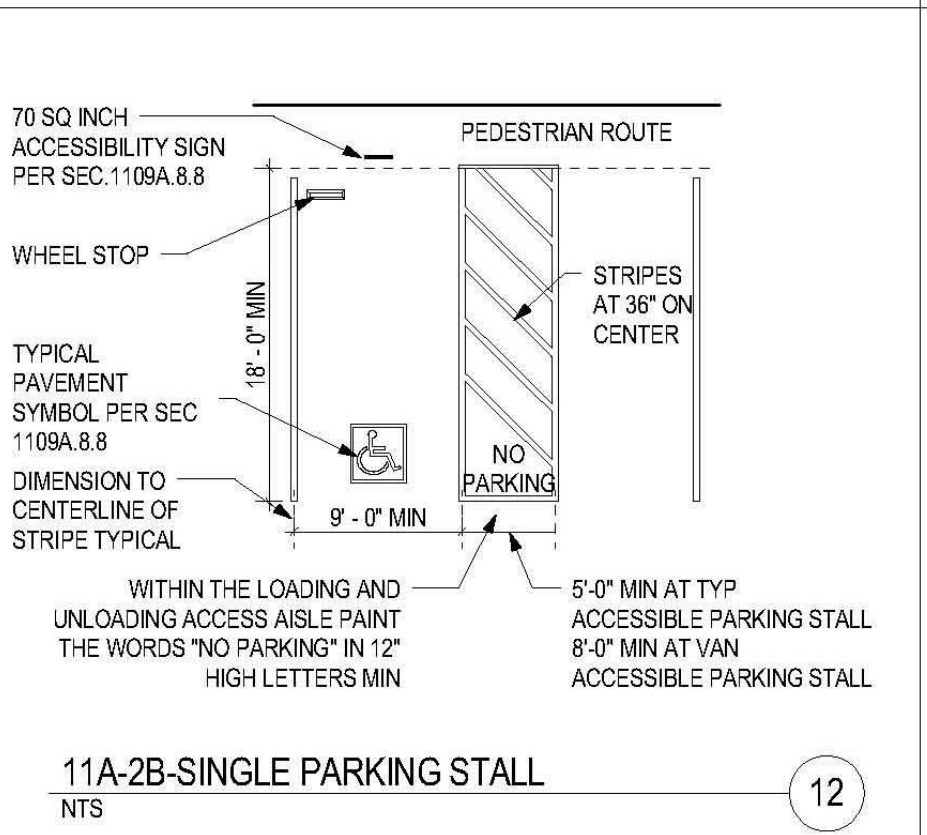 70 SQ INCH
ACCESSIBILITY SIGN
PER SEC.1109A.8.8
PEDESTRIAN ROUTE
WHEEL STOP
STRIPES
AT 36" ON
CENTER
18' - 0" MIN
TYPICAL
PAVEMENT
SYMBOL PER SEC
1109A.8.8
NO
PARKING
DIMENSION TO
CENTERLINE OF
STRIPE TYPICAL
9' - 0" MIN
WITHIN THE LOADING AND
UNLOADING ACCESS AISLE PAINT
THE WORDS "NO PARKING" IN 12"
HIGH LETTERS MIN
5'-0" MIN AT TYP
ACCESSIBLE PARKING STALL
8'-0" MIN AT VAN
ACCESSIBLE PARKING STALL
11A-2B-SINGLE PARKING STALL
NTS
12